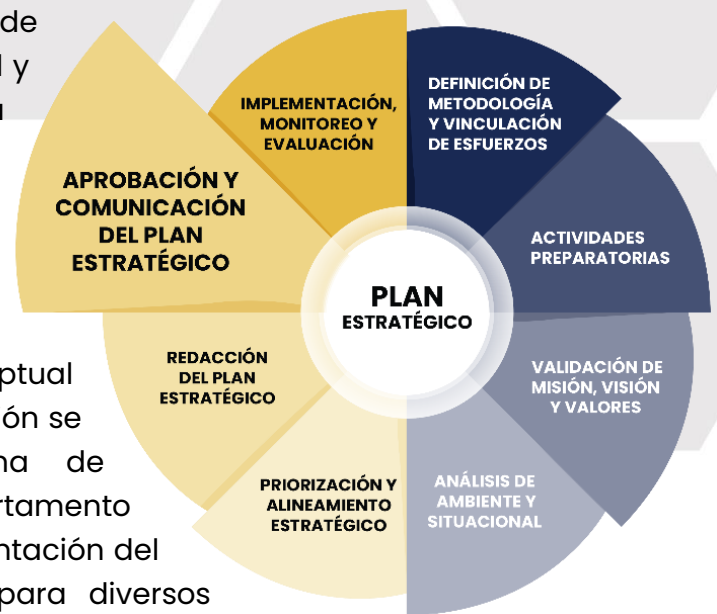 de
y
IMPLEMENTACIÓN,
MONITOREO Y
EVALUACIÓN
DEFINICIÓN DE
METODOLOGÍA
Y VINCULACIÓN
DE ESFUERZOS
APROBACIÓN Y
COMUNICACIÓN
DEL PLAN
ESTRATÉGICO
ACTIVIDADES
PREPARATORIAS
PLAN
ESTRATÉGICO
REDACCIÓN
DEL PLAN
ESTRATÉGICO
VALIDACIÓN DE
MISIÓN, VISIÓN
Y VALORES
PRIORIZACIÓN Y
ALINEAMIENTO
ESTRATÉGICO
ANÁLISIS DE
AMBIENTE Y
SITUACIONAL
ptual
ón se
na de
rtamento
ntación del
para diversos